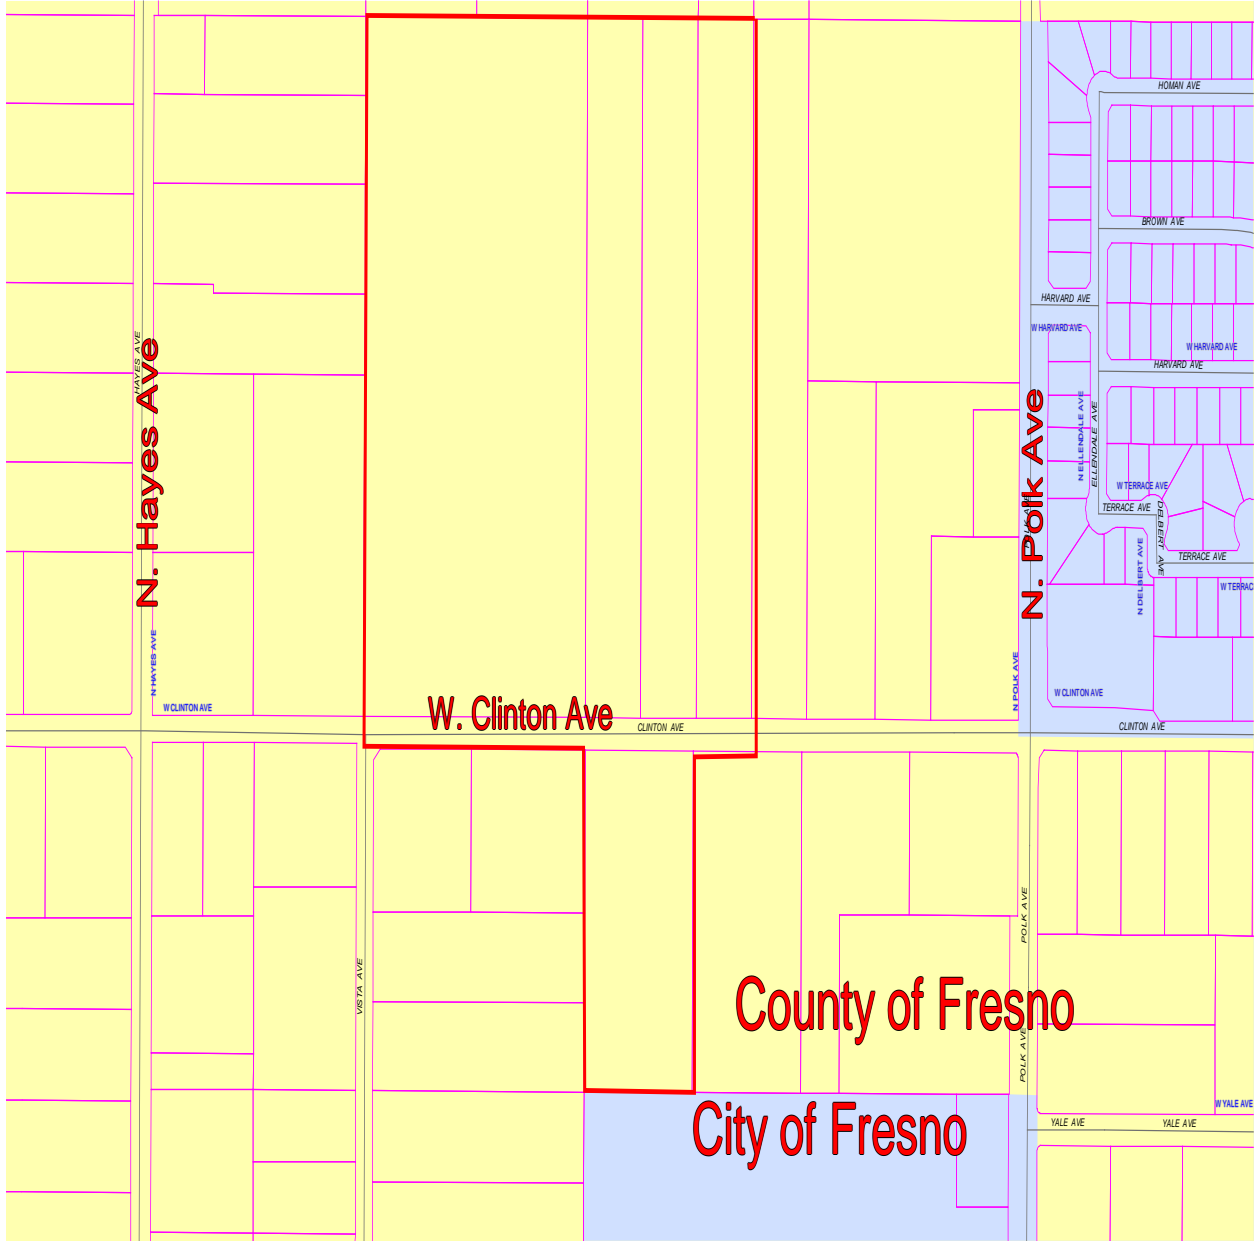 HOMAN AVE
BROWN AVE
HARVARD AVE
W HARVARD AVE
W HARVARD AVE
HARVARD AVE
HAYES AVE
N. Hayes Ave
N. Polk Ave
POLK AVE
N ELLENDALE AVE
ELLENDALE AVE
W TERRACE AVE
TERRACE AVE
DELBERT AVE
TERRACE AVE
N DELBERT AVE
W TERRAC
N HAYES AVE
N POLK AVE
W CLINTON AVE
W CLINTON AVE
W. Clinton Ave
CLINTON AVE
CLINTON AVE
POLK AVE
VISTA AVE
County of Fresno
POLK AVE
W YALE AVE
City of Fresno
YALE AVE
YALE AVE